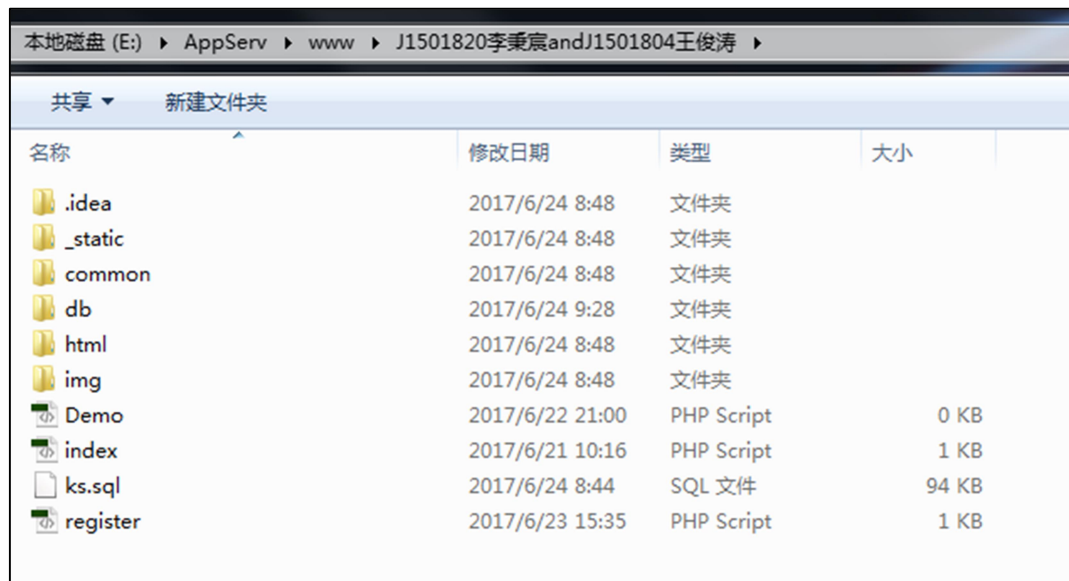 本地磁盘 (E:) ▸ AppServ ▸ www ▸ J1501820李秉宸andJ1501804王俊涛 ▸
共享 新建文件夹
名称 修改日期 类型 大小
.idea 2017/6/24 8:48 文件夹
_static 2017/6/24 8:48 文件夹
common 2017/6/24 8:48 文件夹
db 2017/6/24 9:28 文件夹
html 2017/6/24 8:48 文件夹
img 2017/6/24 8:48 文件夹
Demo 2017/6/22 21:00 PHP Script 0 KB
index 2017/6/21 10:16 PHP Script 1 KB
ks.sql 2017/6/24 8:44 SQL 文件 94 KB
register 2017/6/23 15:35 PHP Script 1 KB